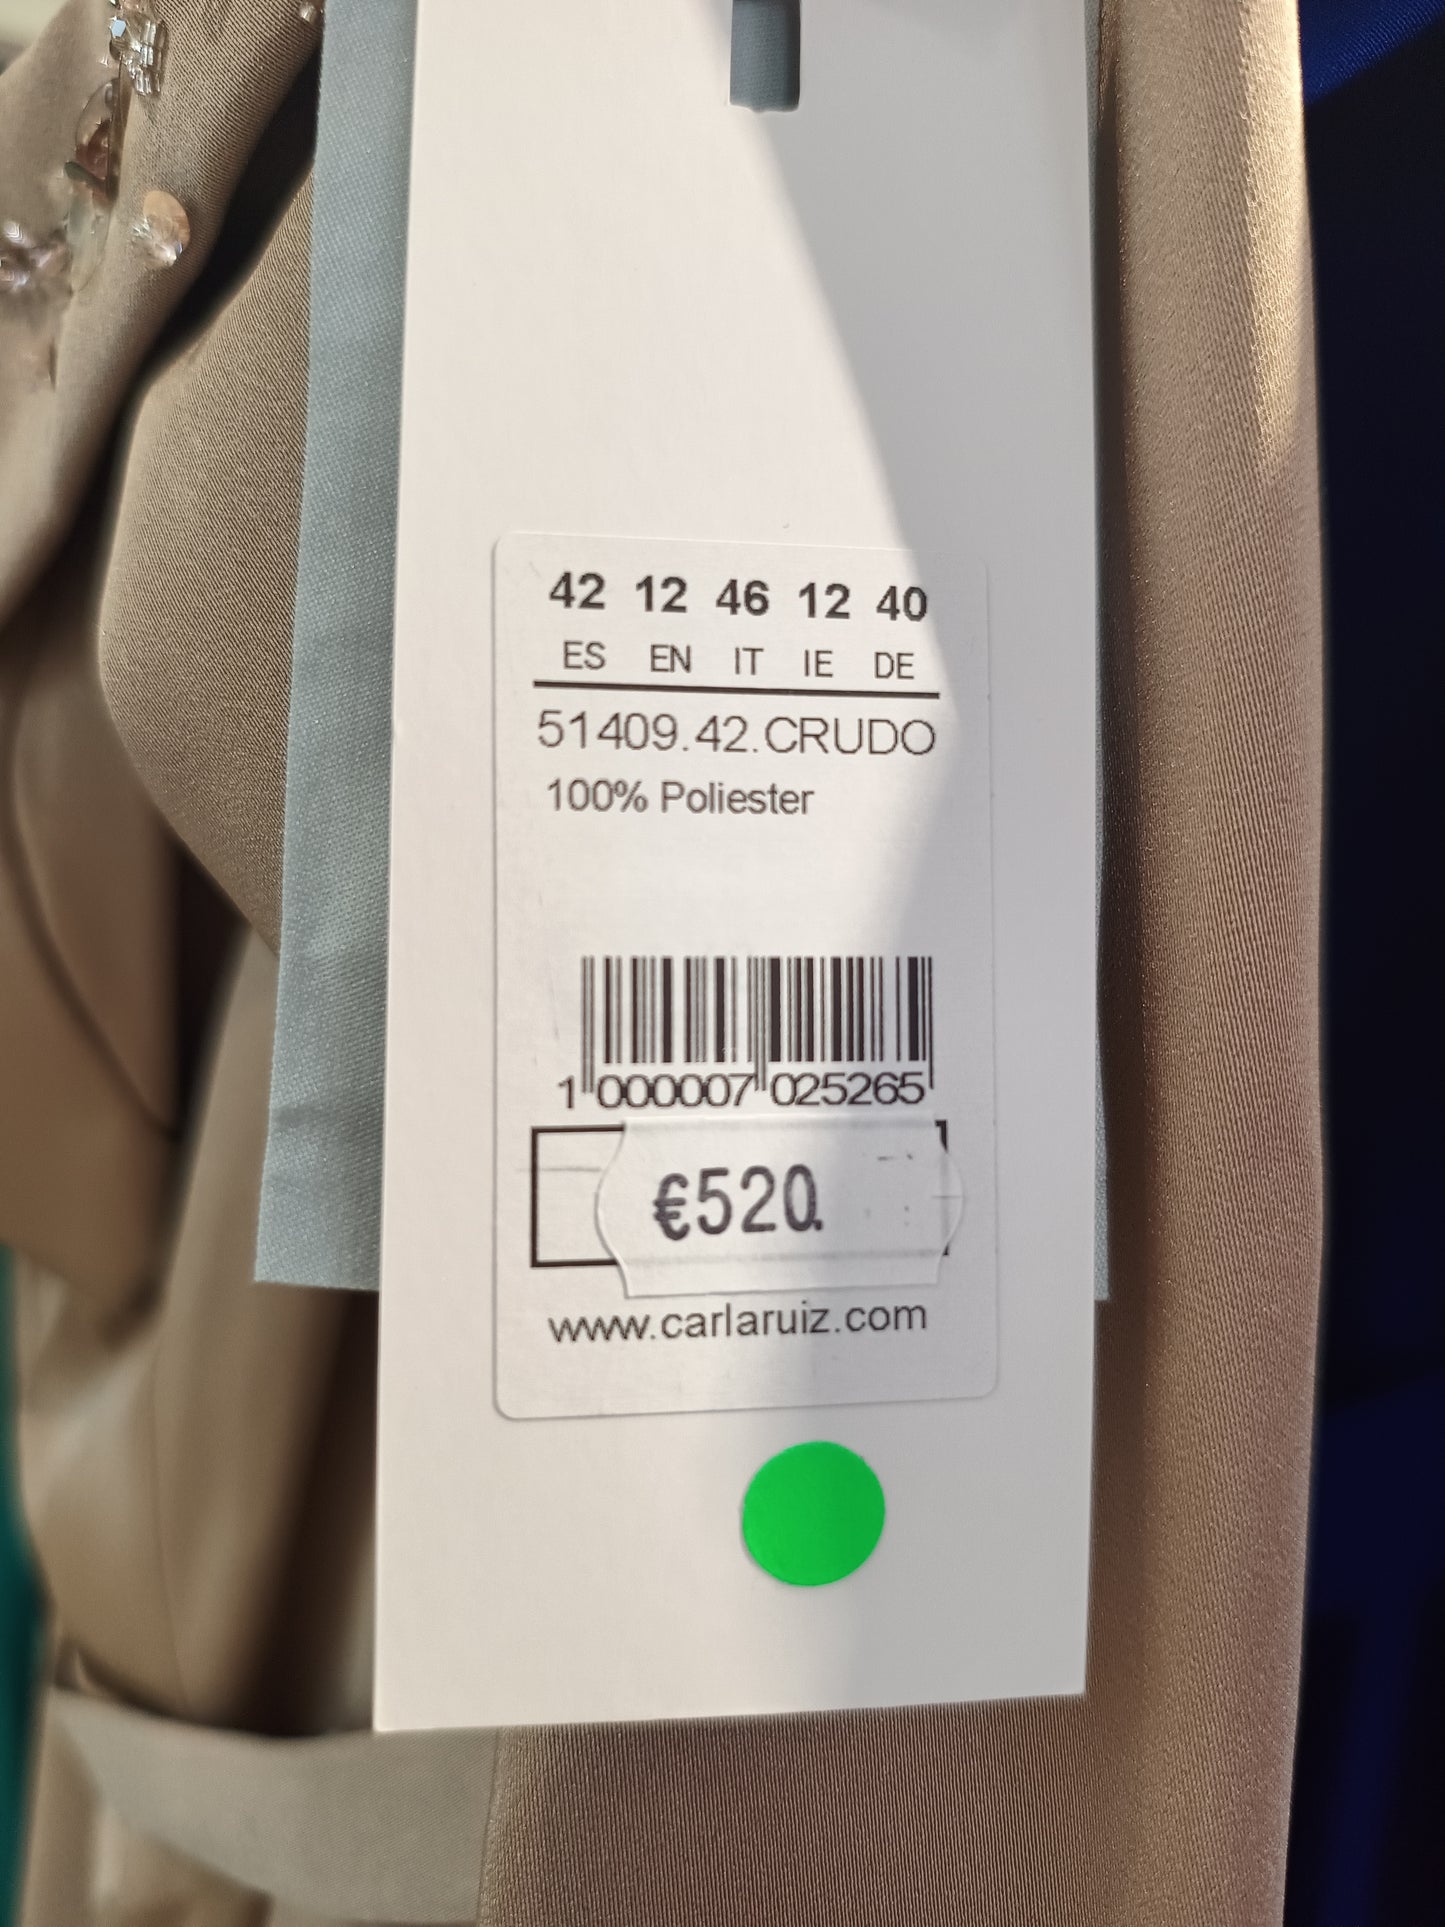 42 12 46 12 40
ES EN IT IE DE
51409.42.CRUDO
100% Poliester
1 000007 025265
€520.
www.carlaruiz.com